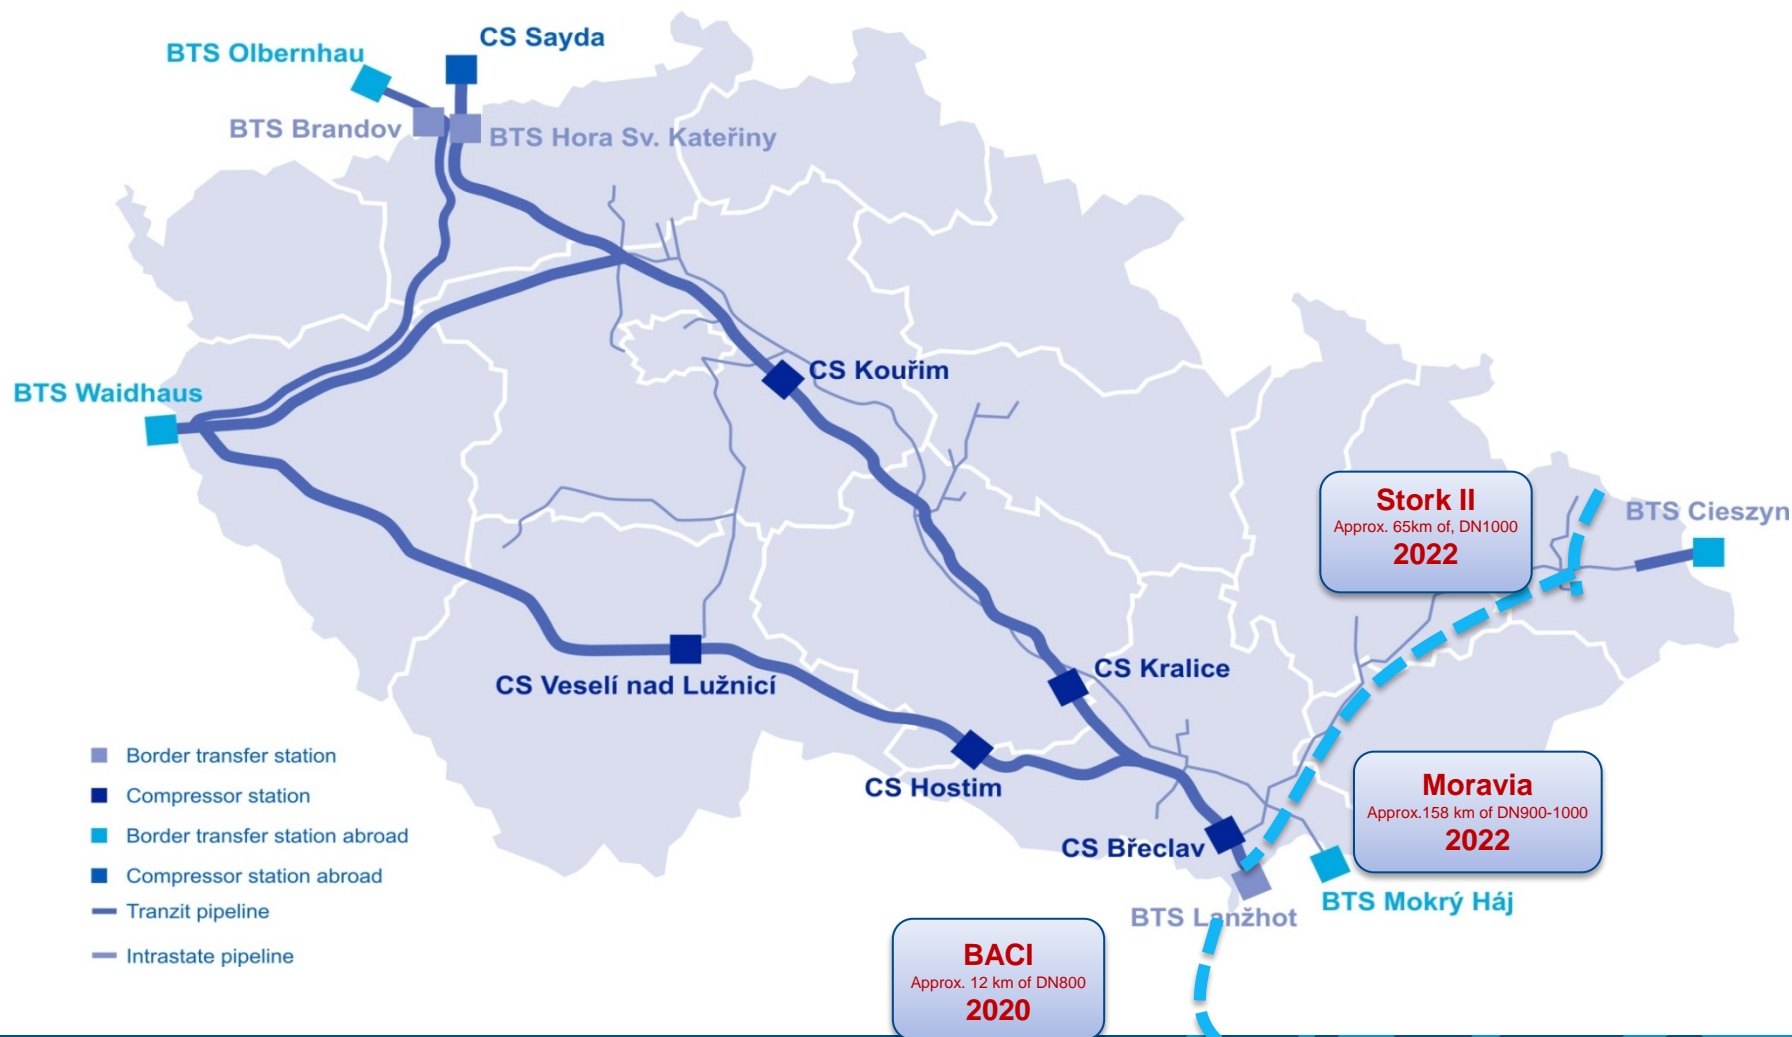 CS Sayda
BTS Olbernhau
BTS Brandov
BTS Hora Sv. Kateřiny
CS Kouřim
BTS Waidhaus
Stork II
Approx. 65km of, DN1000
2022
BTS Cieszyn
CS Kralice
CS Veselí nad Lužnicí
Border transfer station
Compressor station
Border transfer station abroad
Compressor station abroad
Tranzit pipeline
Intrastate pipeline
CS Hostim
Moravia
Approx.158 km of DN900-1000
2022
CS Břeclav
BTS Mokrý Háj
BTS Lanžhot
BACI
Approx. 12 km of DN800
2020